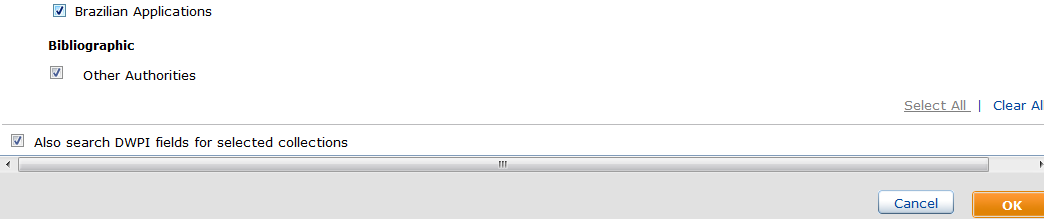 Brazilian Applications
Bibliographic
Other Authorities
Select All | Clear Al
Also search DWPI fields for selected collections
Cancel OK